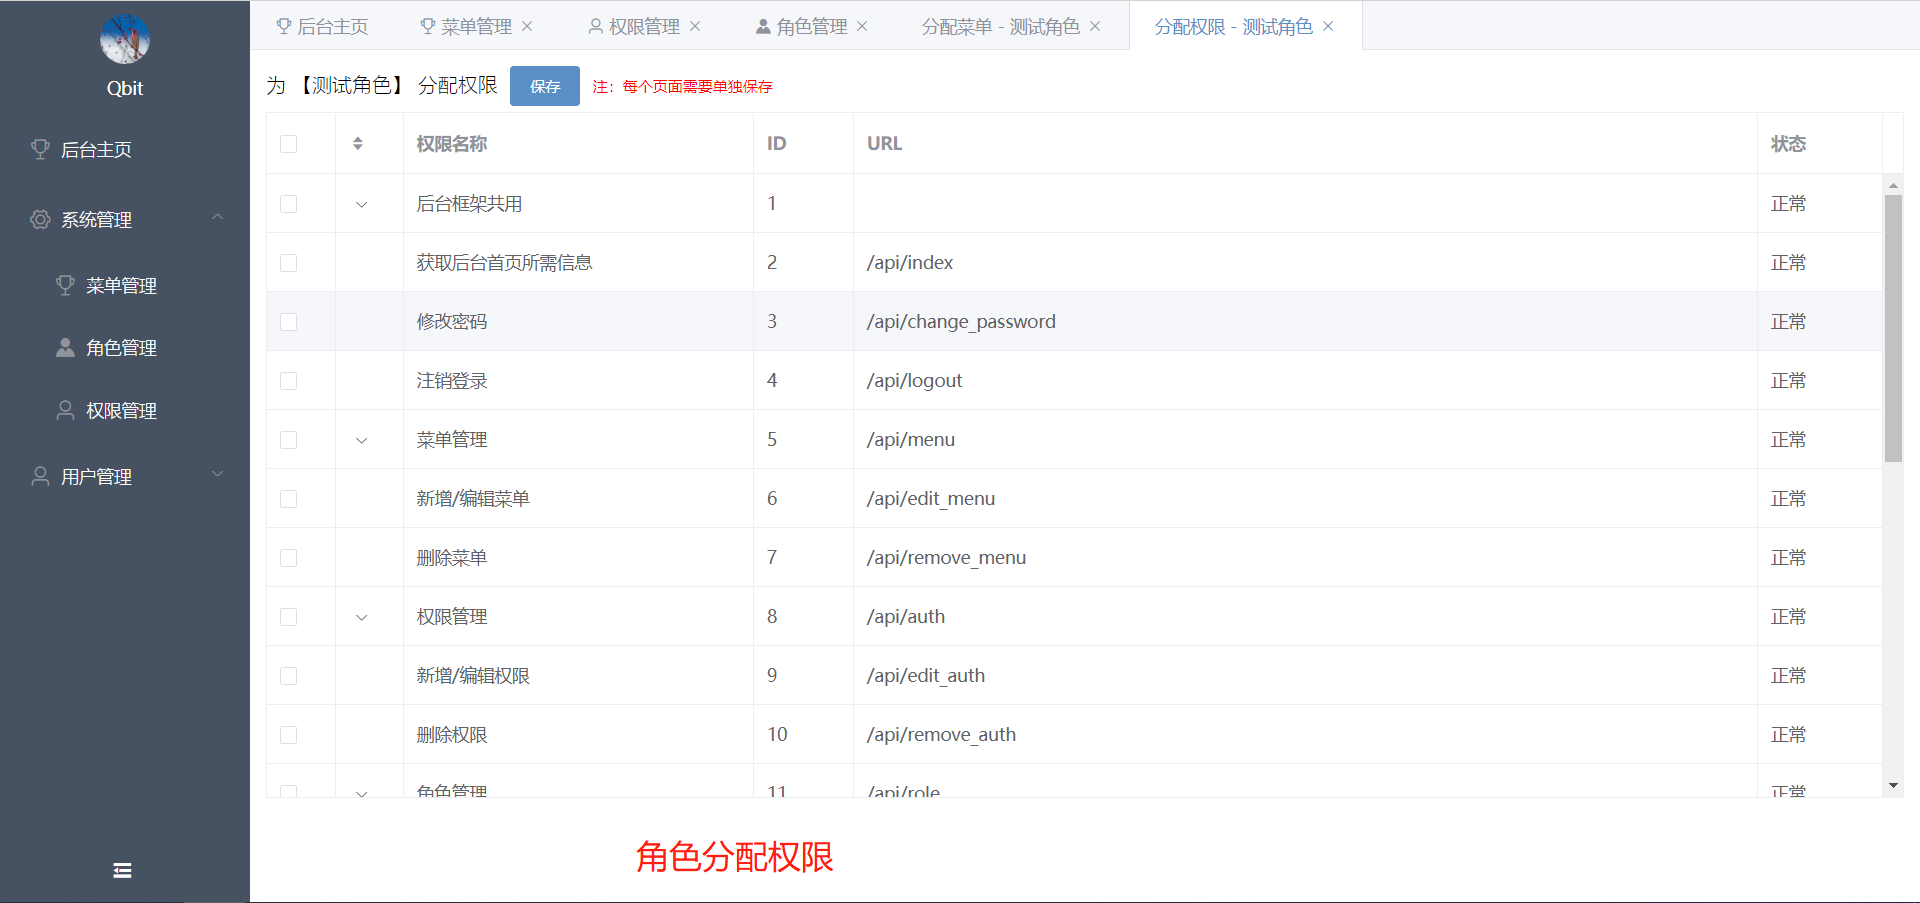 Qbit
后台主页
系统管理
菜单管理
角色管理
权限管理
用户管理
后台主页 菜单管理 权限管理 角色管理 分配菜单 - 测试角色 分配权限 - 测试角色
为 【测试角色】 分配权限 保存 注：每个页面需要单独保存
权限名称 ID URL 状态
后台框架共用 1 正常
获取后台首页所需信息 2 /api/index 正常
修改密码 3 /api/change_password 正常
注销登录 4 /api/logout 正常
菜单管理 5 /api/menu 正常
新增/编辑菜单 6 /api/edit_menu 正常
删除菜单 7 /api/remove_menu 正常
权限管理 8 /api/auth 正常
新增/编辑权限 9 /api/edit_auth 正常
删除权限 10 /api/remove_auth 正常
角色管理 11 /api/role 正常
角色分配权限